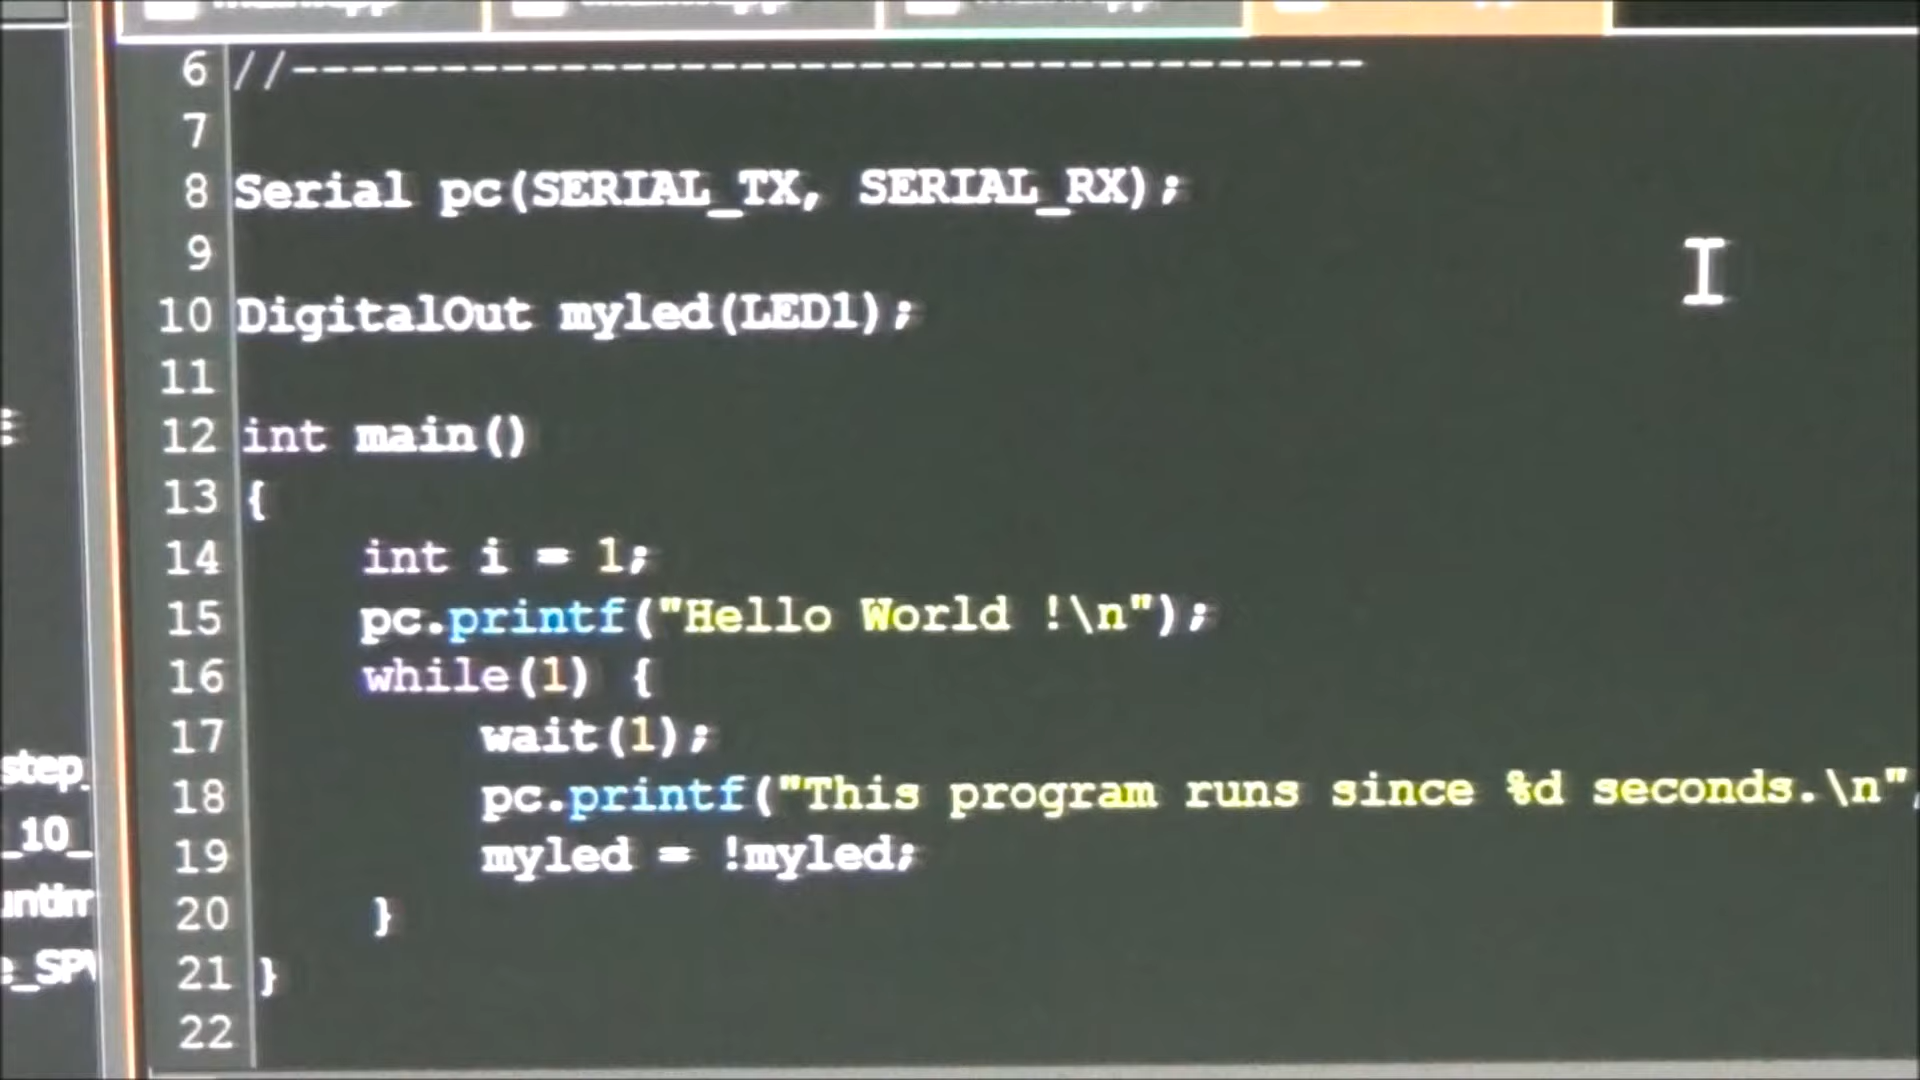 6 //------------------------------------
7
8 Serial pc(SERIAL_TX, SERIAL_RX);
9
10 DigitalOut myled(LED1);
11
12 int main()
13 {
14 int i = 1;
15 pc.printf("Hello World !\n");
16 while(1) {
17 wait(1);
18 pc.printf("This program runs since %d seconds.\n",
19 myled = !myled;
20 }
21 }
22
step_
_10_